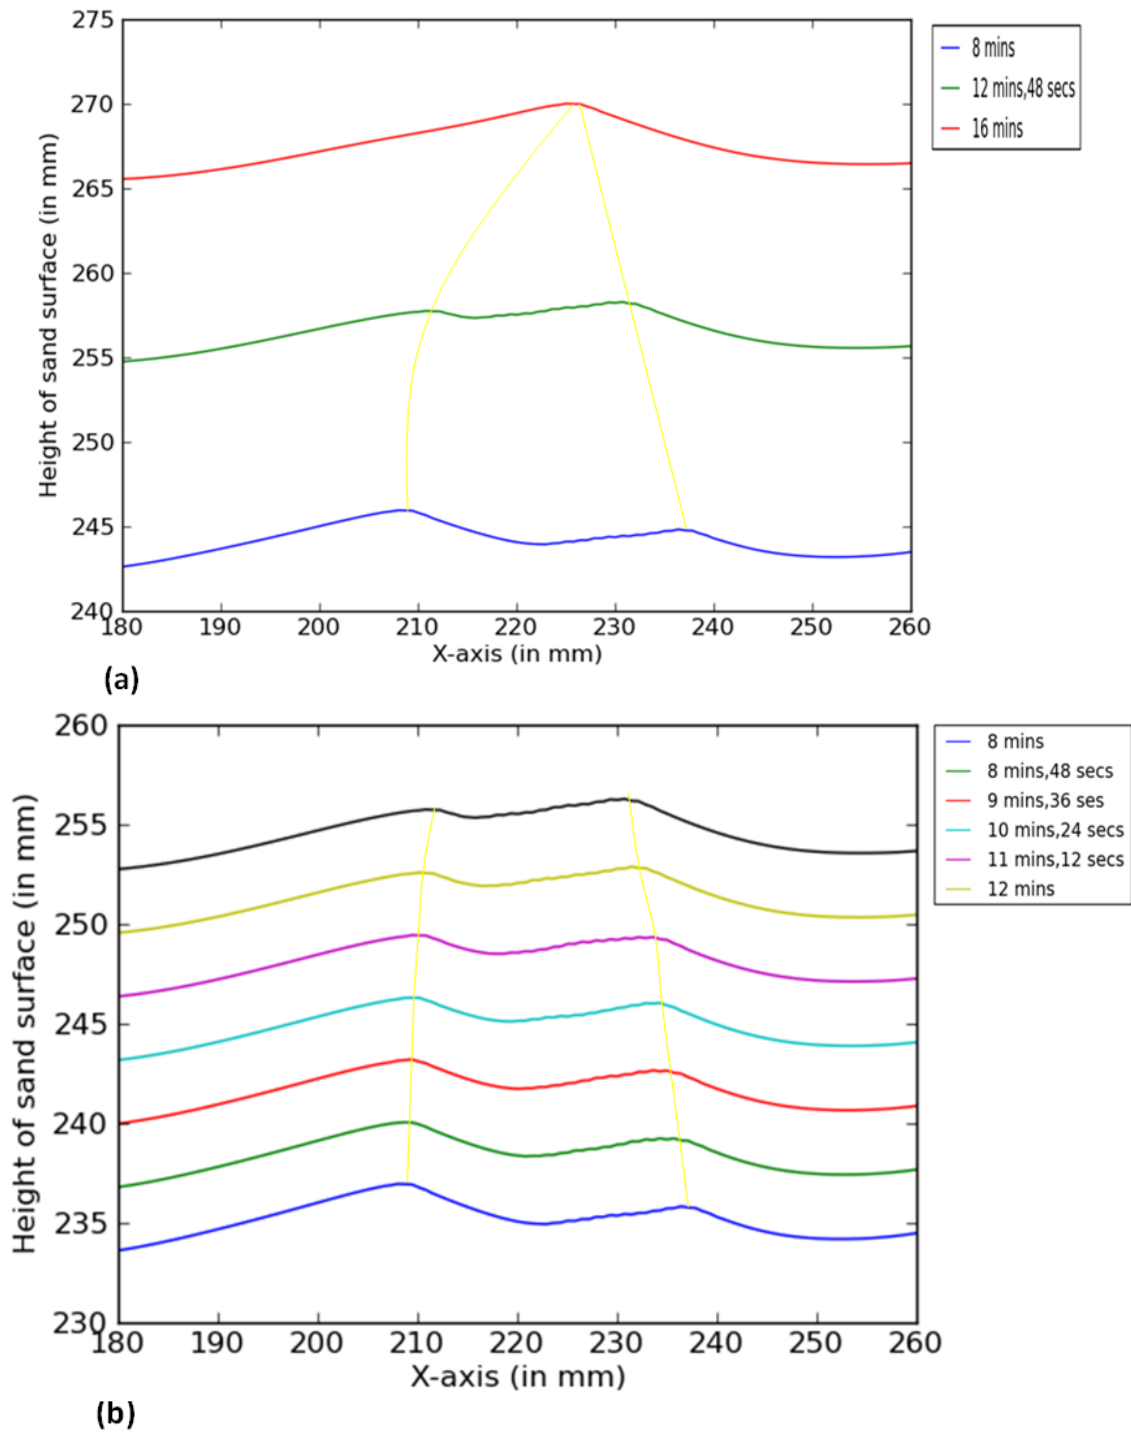 275
270
265
260
255
250
245
240
180 190 200 210 220 230 240 250 260
Height of sand surface (in mm)
X-axis (in mm)
8 mins
12 mins,48 secs
16 mins
(a)
260
255
250
245
240
235
230
180 190 200 210 220 230 240 250 260
Height of sand surface (in mm)
X-axis (in mm)
8 mins
8 mins,48 secs
9 mins,36 ses
10 mins,24 secs
11 mins,12 secs
12 mins
(b)